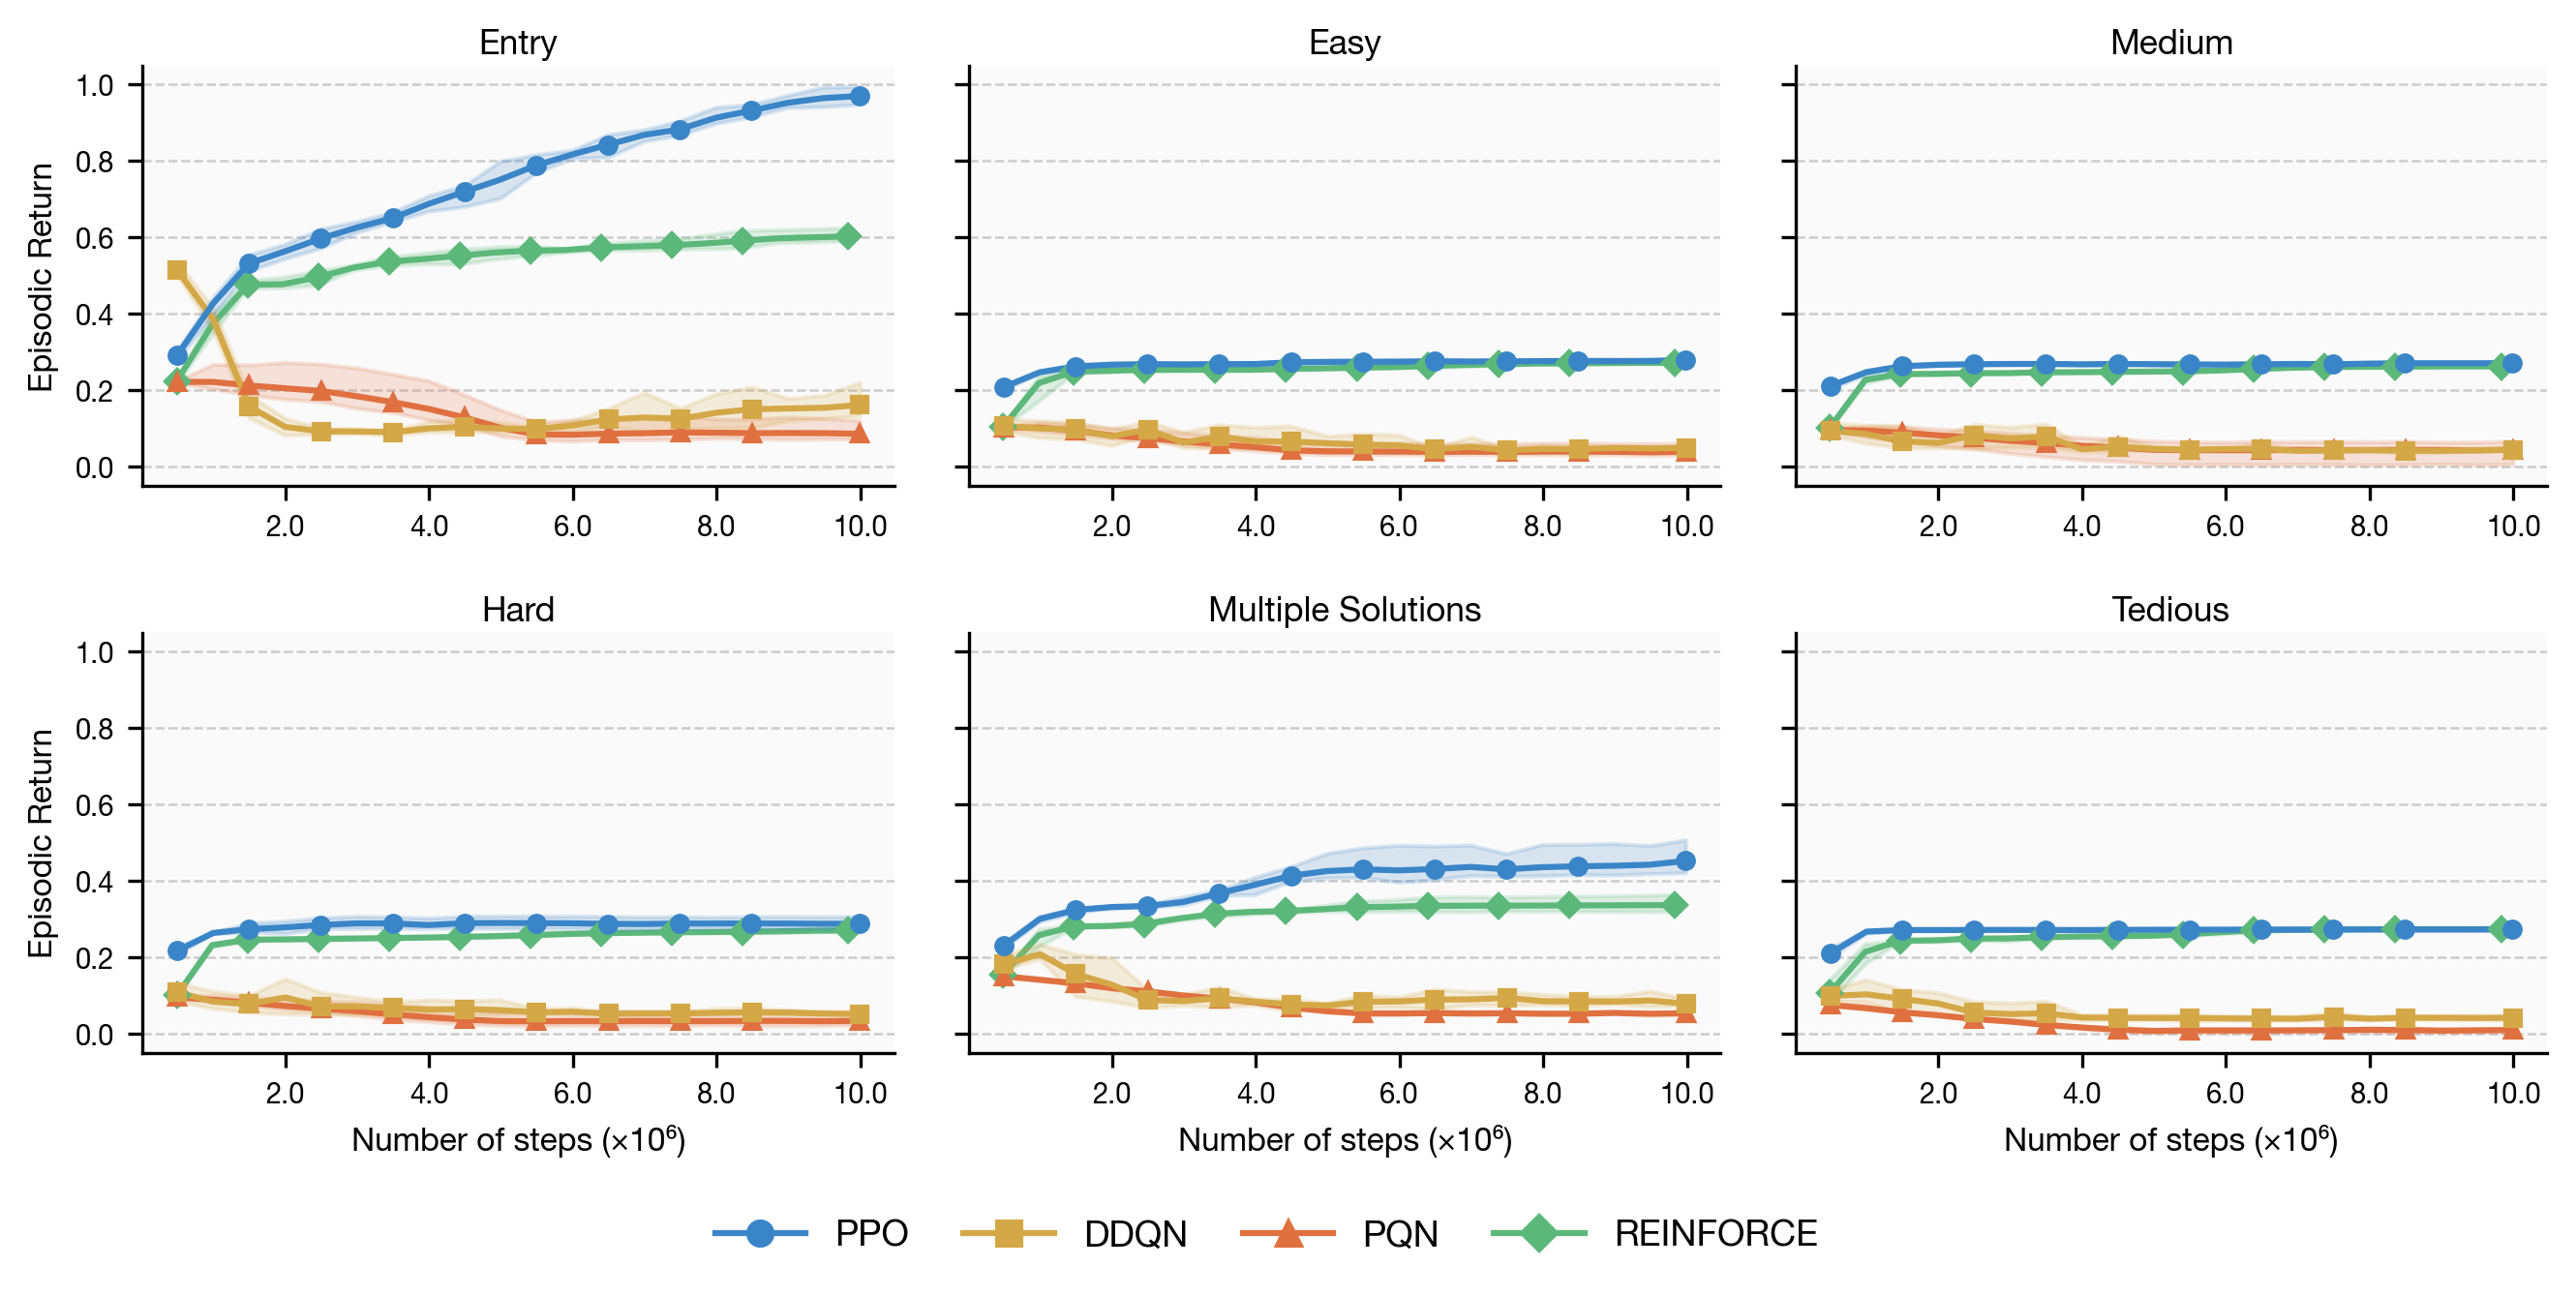 Entry
Easy
Medium
Episodic Return
1.0
0.8
0.6
0.4
0.2
0.0
2.0 4.0 6.0 8.0 10.0
2.0 4.0 6.0 8.0 10.0
2.0 4.0 6.0 8.0 10.0
Hard
Multiple Solutions
Tedious
Episodic Return
1.0
0.8
0.6
0.4
0.2
0.0
2.0 4.0 6.0 8.0 10.0
2.0 4.0 6.0 8.0 10.0
2.0 4.0 6.0 8.0 10.0
Number of steps (×10⁶)
Number of steps (×10⁶)
Number of steps (×10⁶)
PPO DDQN PQN REINFORCE